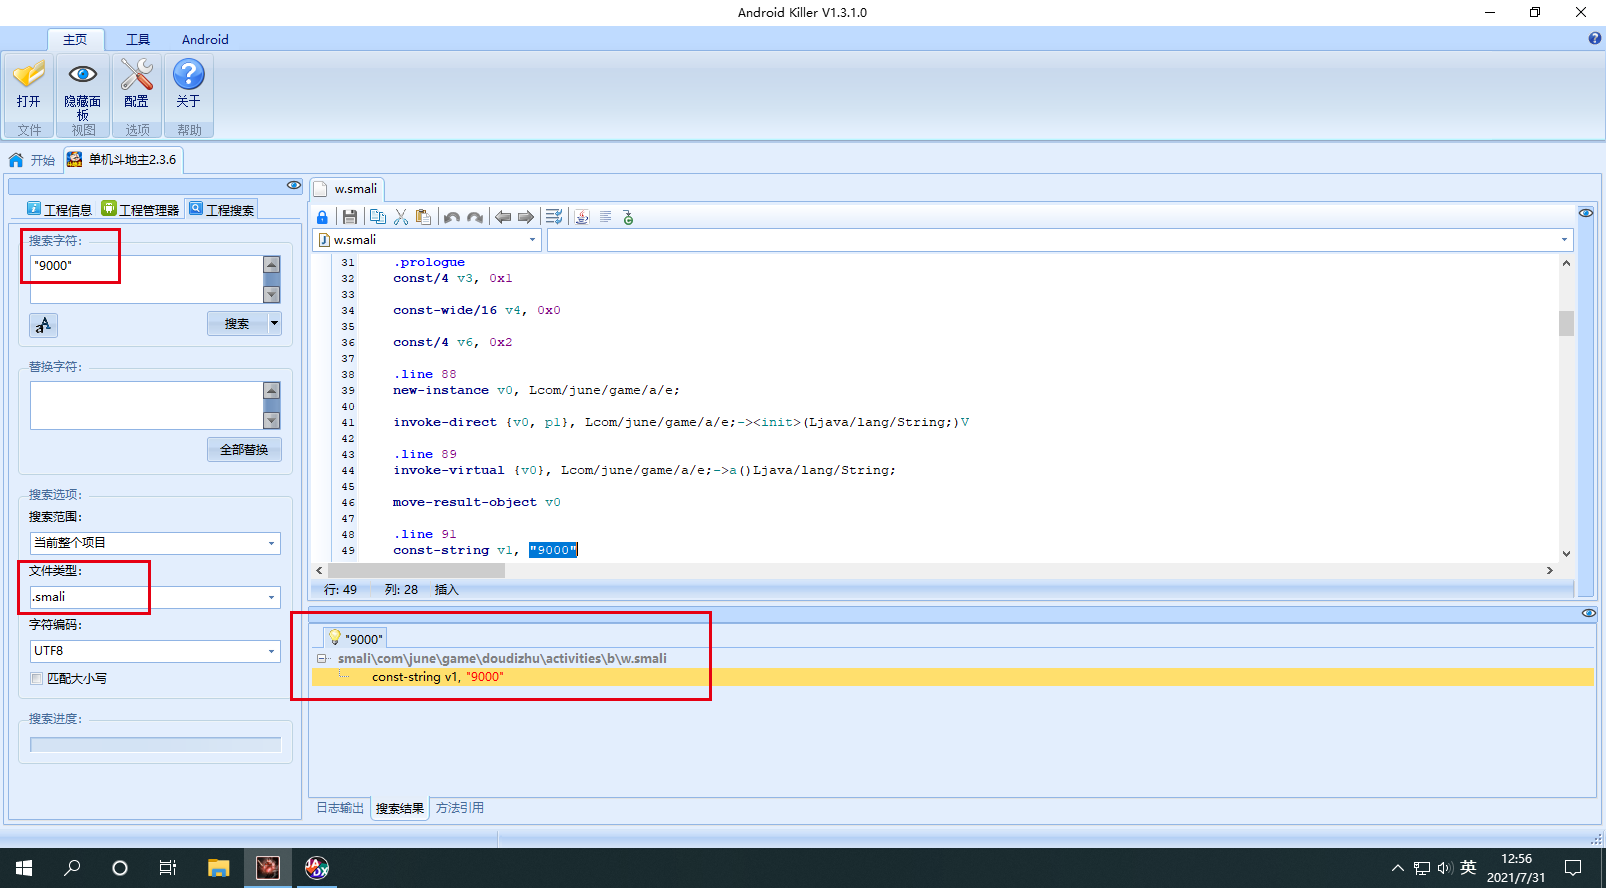 Android Killer V1.3.1.0
主页 工具 Android
打开 隐藏面板 配置 关于
文件 视图 选项 帮助
开始 单机斗地主2.3.6
工程信息 工程管理器 工程搜索
搜索字符:
"9000"
搜索
替换字符:
全部替换
搜索选项:
搜索范围:
当前整个项目
文件类型:
.smali
字符编码:
UTF8
匹配大小写
搜索进度:
w.smali
w.smali
31 .prologue
32 const/4 v3, 0x1
33
34 const-wide/16 v4, 0x0
35
36 const/4 v6, 0x2
37
38 .line 88
39 new-instance v0, Lcom/june/game/a/e;
40
41 invoke-direct {v0, p1}, Lcom/june/game/a/e;-><init>(Ljava/lang/String;)V
42
43 .line 89
44 invoke-virtual {v0}, Lcom/june/game/a/e;->a()Ljava/lang/String;
45
46 move-result-object v0
47
48 .line 91
49 const-string v1, "9000"
行: 49 列: 28 插入
"9000"
smali\com\june\game\doudizhu\activities\b\w.smali
const-string v1, "9000"
日志输出 搜索结果 方法引用
英
12:56
2021/7/31